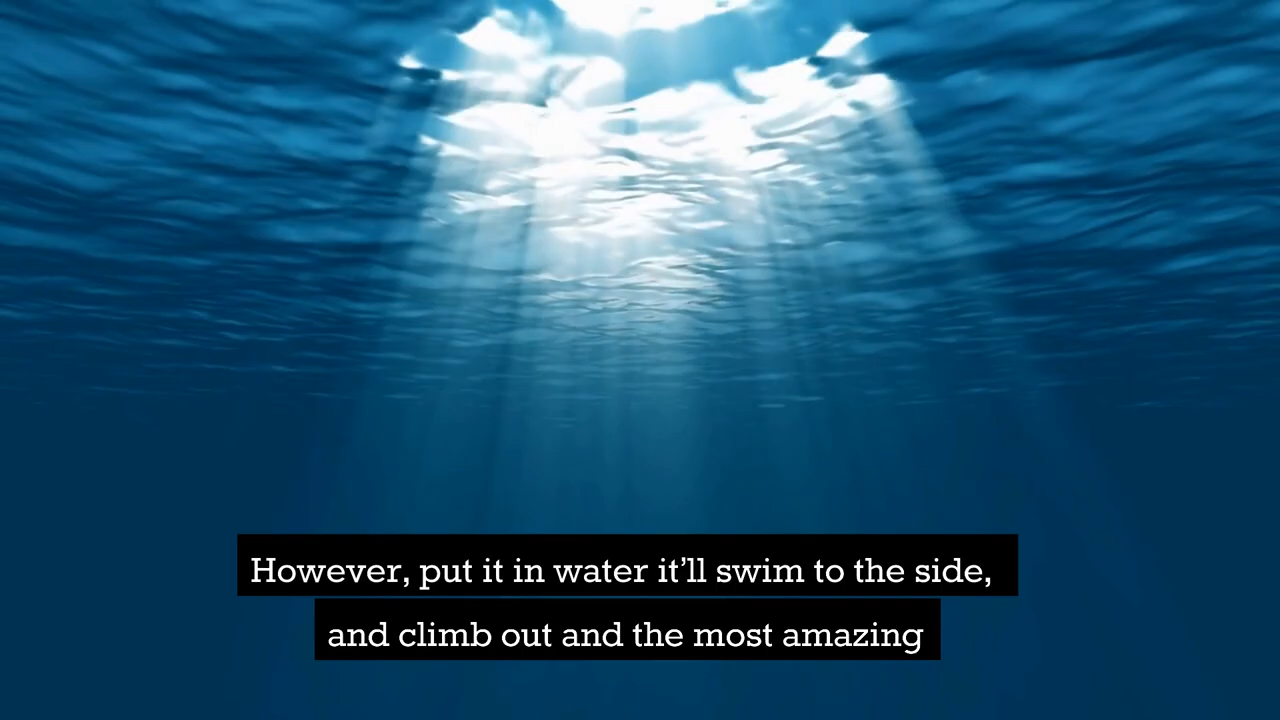 However, put it in water it’ll swim to the side,
and climb out and the most amazing